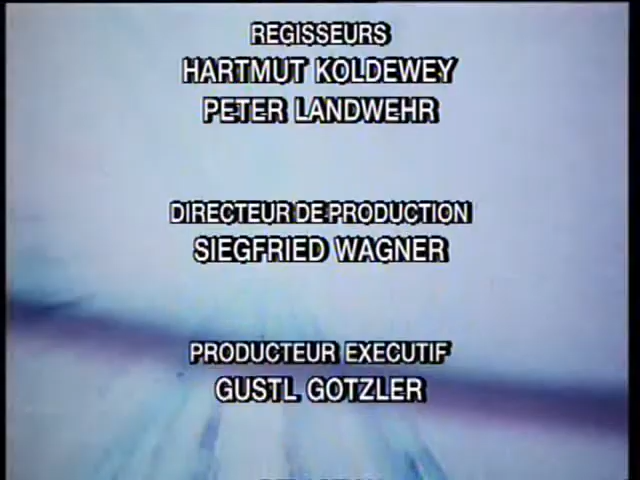 REGISSEURS
HARTMUT KOLDEWEY
PETER LANDWEHR
DIRECTEUR DE PRODUCTION
SIEGFRIED WAGNER
PRODUCTEUR EXECUTIF
GUSTL GOTZLER